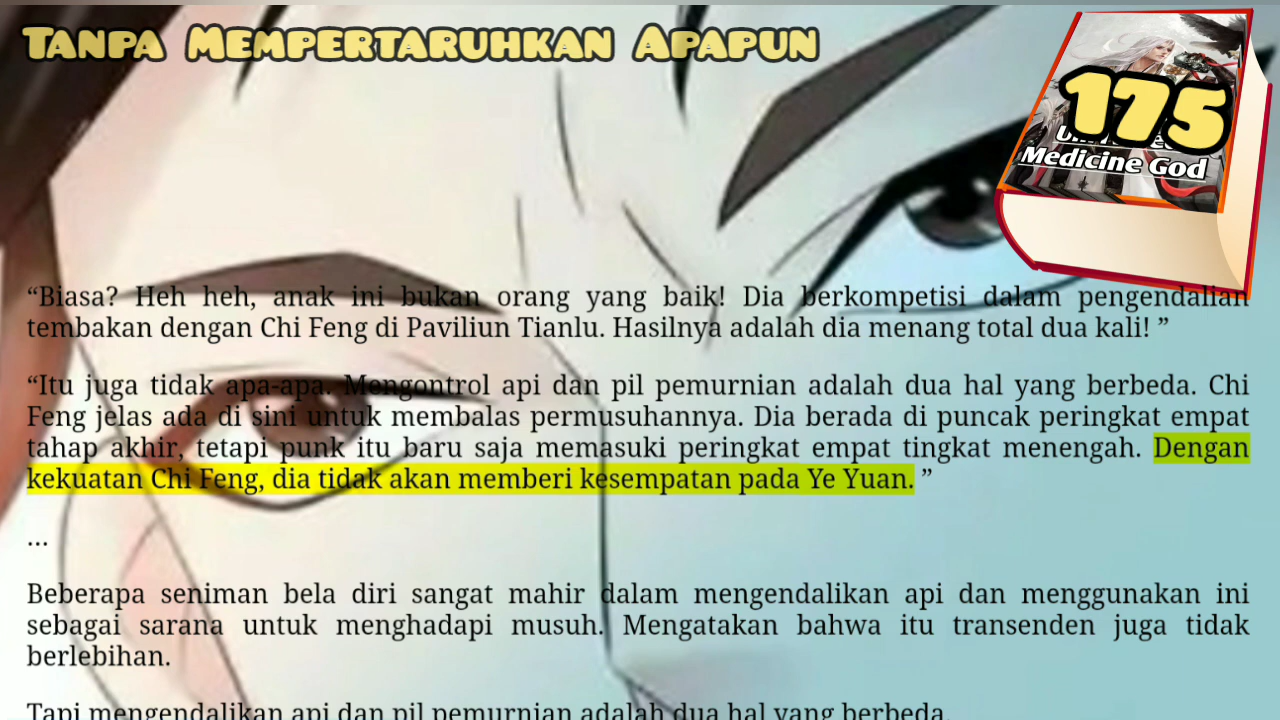 Tanpa Mempertaruhkan Apapun
175
Medicine God
“Biasa? Heh heh, anak ini bukan orang yang baik! Dia berkompetisi dalam pengendalian
tembakan dengan Chi Feng di Paviliun Tianlu. Hasilnya adalah dia menang total dua kali! ”
“Itu juga tidak apa-apa. Mengontrol api dan pil pemurnian adalah dua hal yang berbeda. Chi
Feng jelas ada di sini untuk membalas permusuhannya. Dia berada di puncak peringkat empat
tahap akhir, tetapi punk itu baru saja memasuki peringkat empat tingkat menengah. Dengan
kekuatan Chi Feng, dia tidak akan memberi kesempatan pada Ye Yuan. ”
...
Beberapa seniman bela diri sangat mahir dalam mengendalikan api dan menggunakan ini
sebagai sarana untuk menghadapi musuh. Mengatakan bahwa itu transenden juga tidak
berlebihan.
Tapi mengendalikan api dan pil pemurnian adalah dua hal yang berbeda.